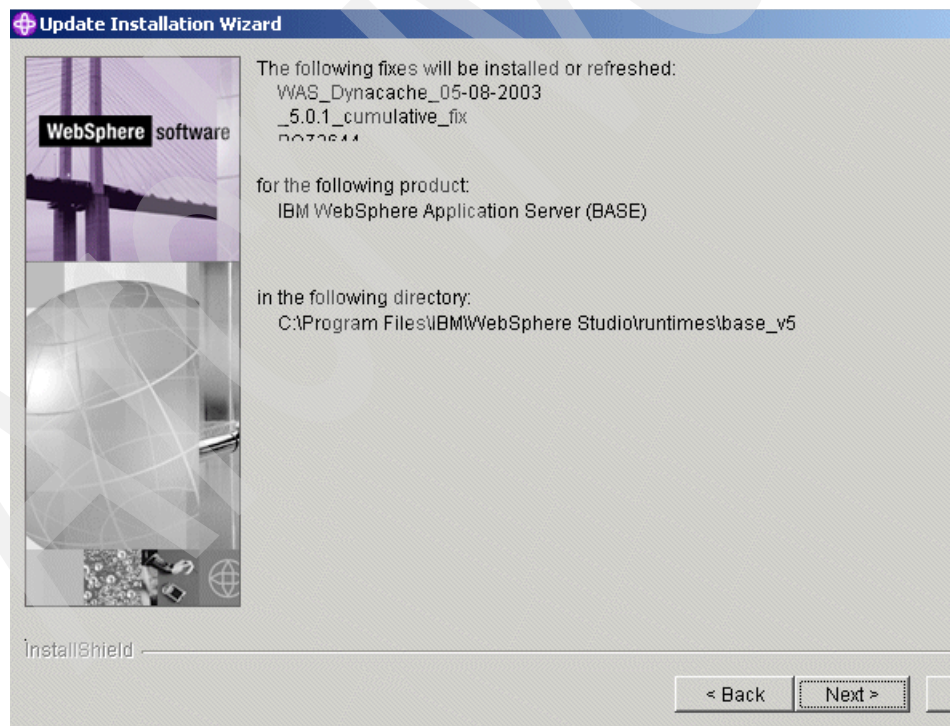 Update Installation Wizard
WebSphere software
The following fixes will be installed or refreshed:
WAS_Dynacache_05-08-2003
_5.0.1_cumulative_fix
for the following product:
IBM WebSphere Application Server (BASE)
in the following directory:
C:\Program Files\IBM\WebSphere Studio\runtimes\base_v5
InstallShield
< Back
Next >